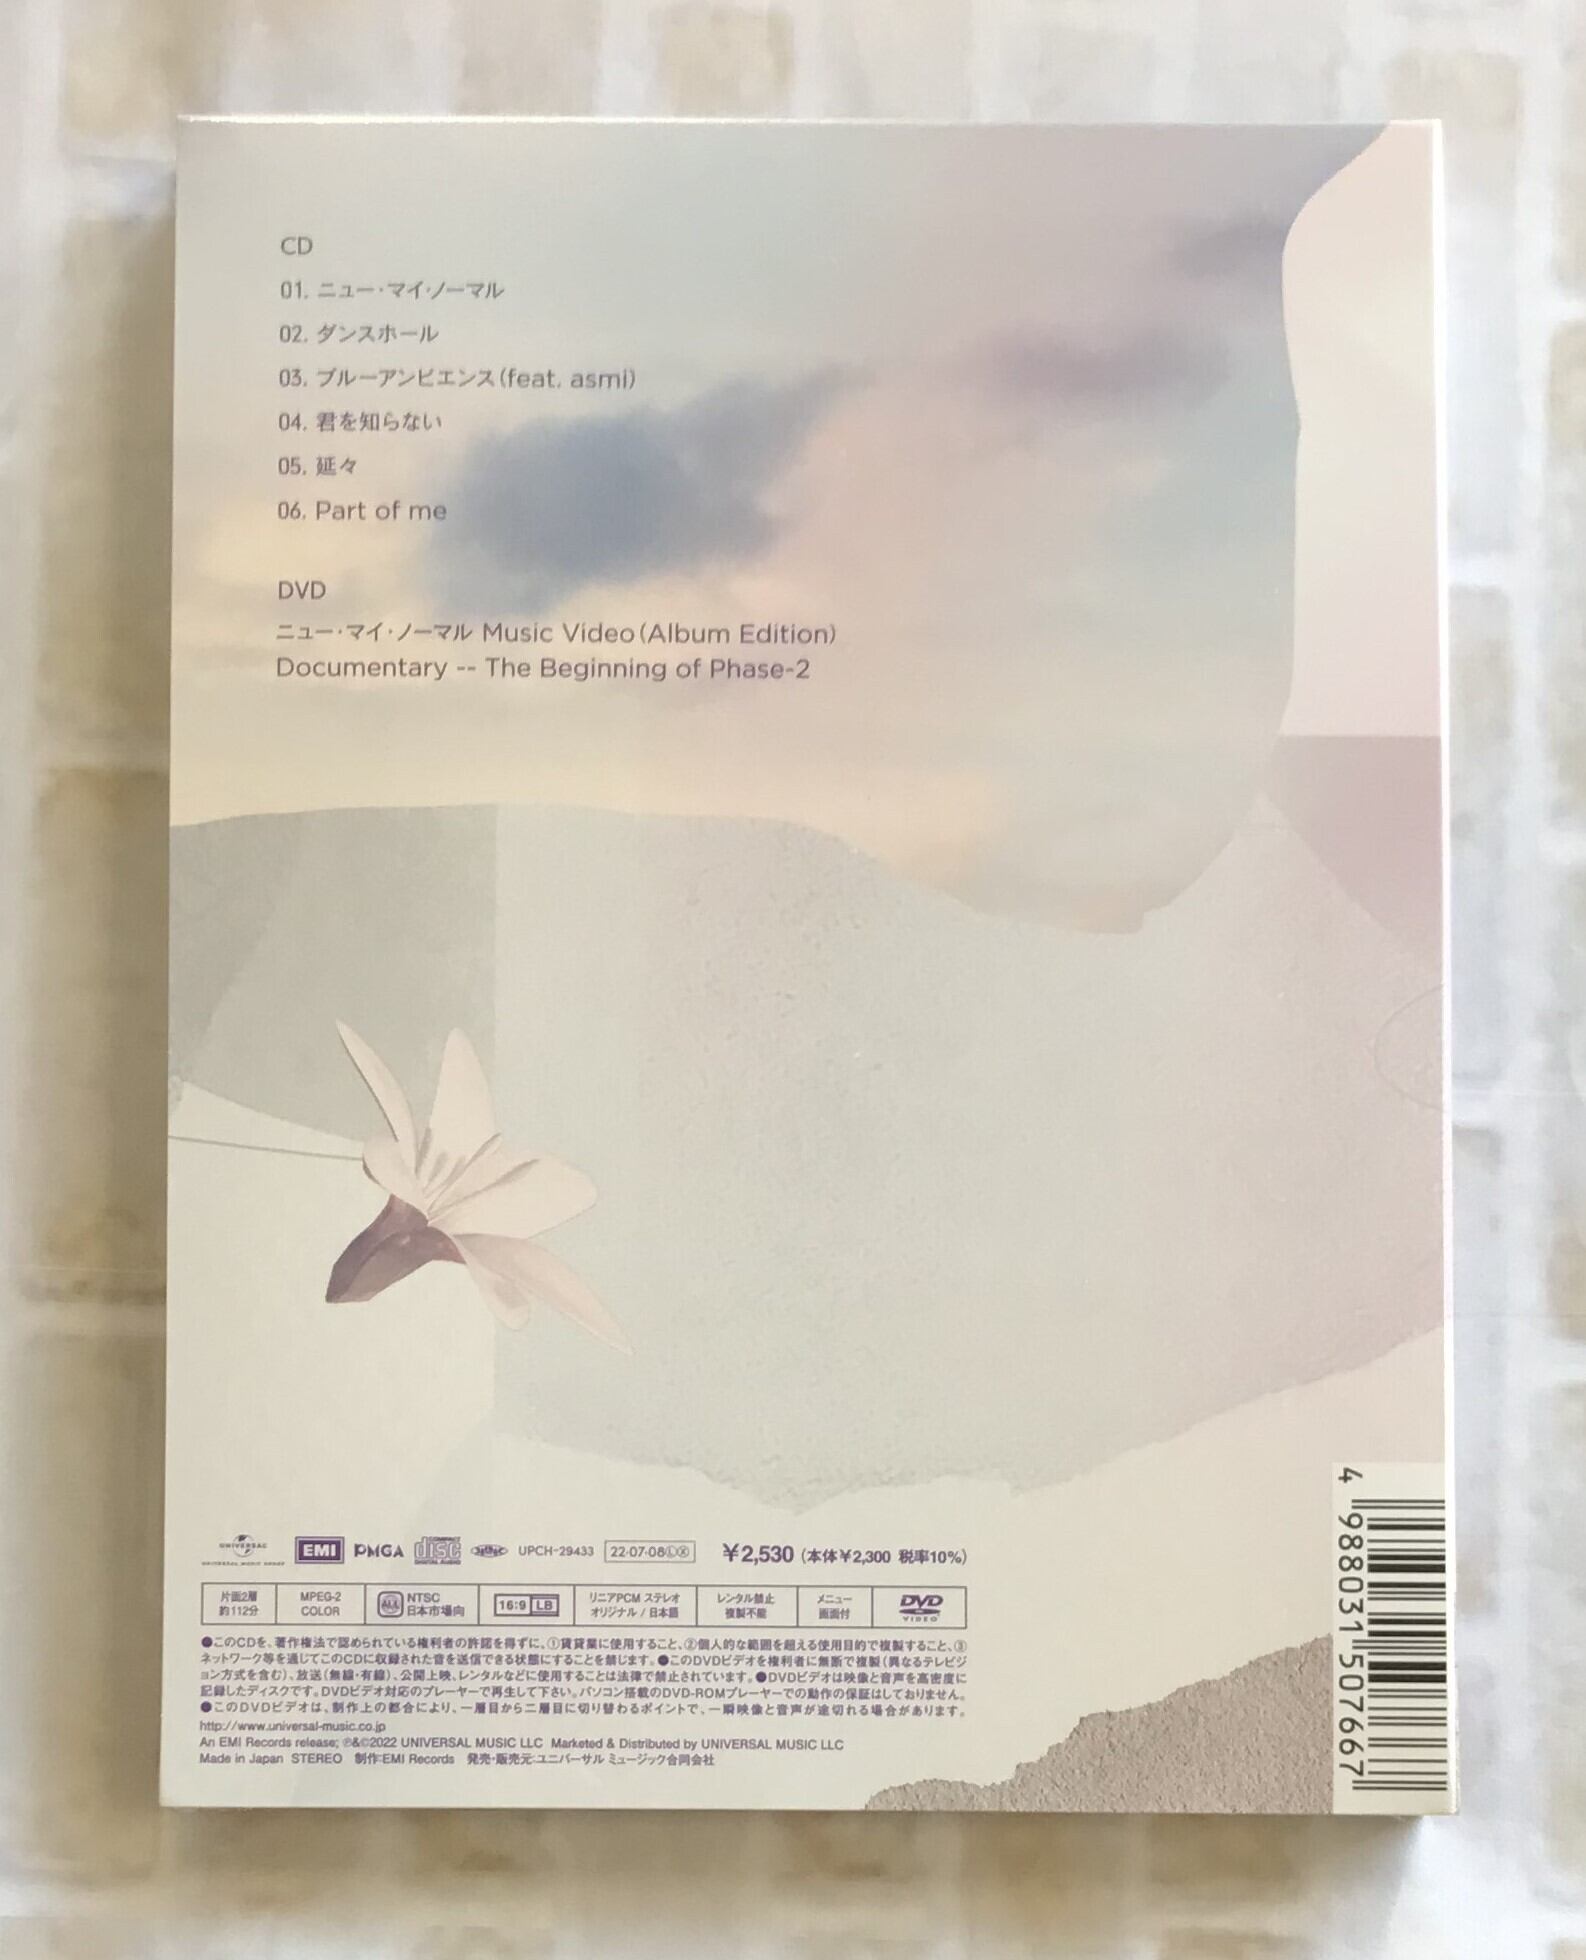 CD
01. ニュー・マイ・ノーマル
02. ダンスホール
03. ブルーアンビエンス(feat. asmi)
04. 君を知らない
05. 延々
06. Part of me
DVD
ニュー・マイ・ノーマル Music Video(Album Edition)
Documentary -- The Beginning of Phase-2
UNIVERSAL
UNIVERSAL MUSIC GROUP
EMI PMGA COMPACT disc DIGITAL AUDIO UPCH-29433 22·07·08ⓁⓍ ¥2,530 (本体¥2,300 税率10%)
片面2層 約112分 MPEG-2 COLOR ALL NTSC 日本市場向 16:9 LB リニアPCM ステレオ オリジナル / 日本語 レンタル禁止 複製不能 メニュー 画面付 DVD VIDEO
●このCDを、著作権法で認められている権利者の許諾を得ずに、①賃貸業に使用すること、②個人的な範囲を超える使用目的で複製すること、③
ネットワーク等を通じてこのCDに収録された音を送信できる状態にすることを禁じます。●このDVDビデオを権利者に無断で複製(異なるテレビジ
ョン方式を含む)、放送(無線・有線)、公開上映、レンタルなどに使用することは法律で禁止されています。●DVDビデオは映像と音声を高密度に
記録したディスクです。DVDビデオ対応のプレーヤーで再生して下さい。パソコン搭載のDVD-ROMプレーヤーでの動作の保証はしておりません。
●このDVDビデオは、制作上の都合により、一層目から二層目に切り替わるポイントで、一瞬映像と音声が途切れる場合があります。
http://www.universal-music.co.jp
An EMI Records release; ℗&©2022 UNIVERSAL MUSIC LLC Marketed & Distributed by UNIVERSAL MUSIC LLC
Made in Japan STEREO 制作:EMI Records 発売・販売元:ユニバーサル ミュージック合同会社
4 988031 507667